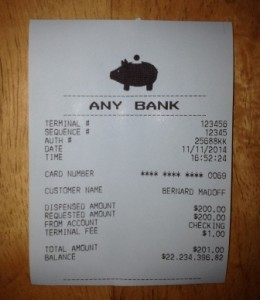 ANY BANK
TERMINAL # 123456
SEQUENCE # 12345
AUTH # 25688KK
DATE 11/11/2014
TIME 16:52:24
CARD NUMBER **** **** **** 0069
CUSTOMER NAME BERNARD MADOFF
DISPENSED AMOUNT $200.00
REQUESTED AMOUNT $200.00
FROM ACCOUNT CHECKING
TERMINAL FEE $1.00
TOTAL AMOUNT $201.00
BALANCE $22,234,396.82